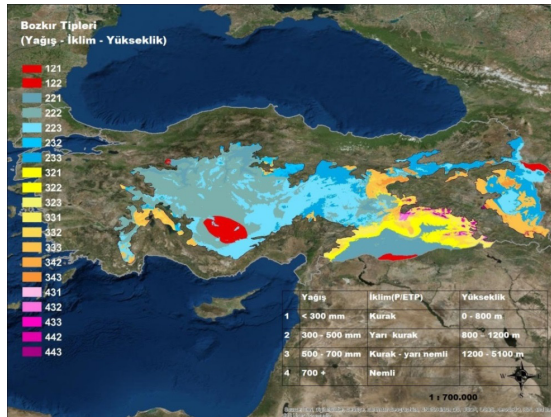 Bozkır Tipleri
(Yağış - İklim - Yükseklik)
121
122
221
222
223
232
233
321
322
323
331
332
333
342
343
431
432
433
442
443
Yağış İklim(P/ETP) Yükseklik
1 < 300 mm Kurak 0 - 800 m
2 300 - 500 mm Yarı kurak 800 – 1200 m
3 500 - 700 mm Kurak - yarı nemli 1200 - 5100 m
4 700 + Nemli
1 : 700.000